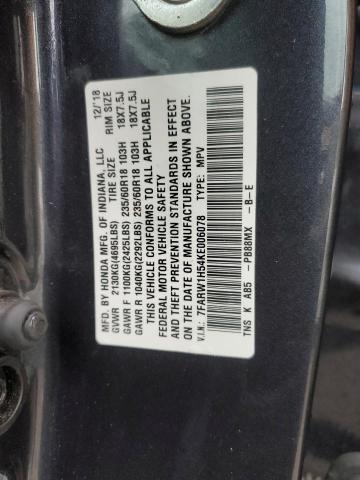 MFD. BY HONDA MFG. OF INDIANA, LLC 12/'18
GVWR 2130KG(4695LBS) TIRE SIZE RIM SIZE
GAWR F 1100KG(2425LBS) 235/60R18 103H 18X7.5J
GAWR R 1040KG(2292LBS) 235/60R18 103H 18X7.5J
THIS VEHICLE CONFORMS TO ALL APPLICABLE
FEDERAL MOTOR VEHICLE SAFETY
AND THEFT PREVENTION STANDARDS IN EFFECT
ON THE DATE OF MANUFACTURE SHOWN ABOVE.
V.I.N.: 7FARW1H54KE006078 TYPE: MPV
TNS K AB5 - PB88MX -B-E